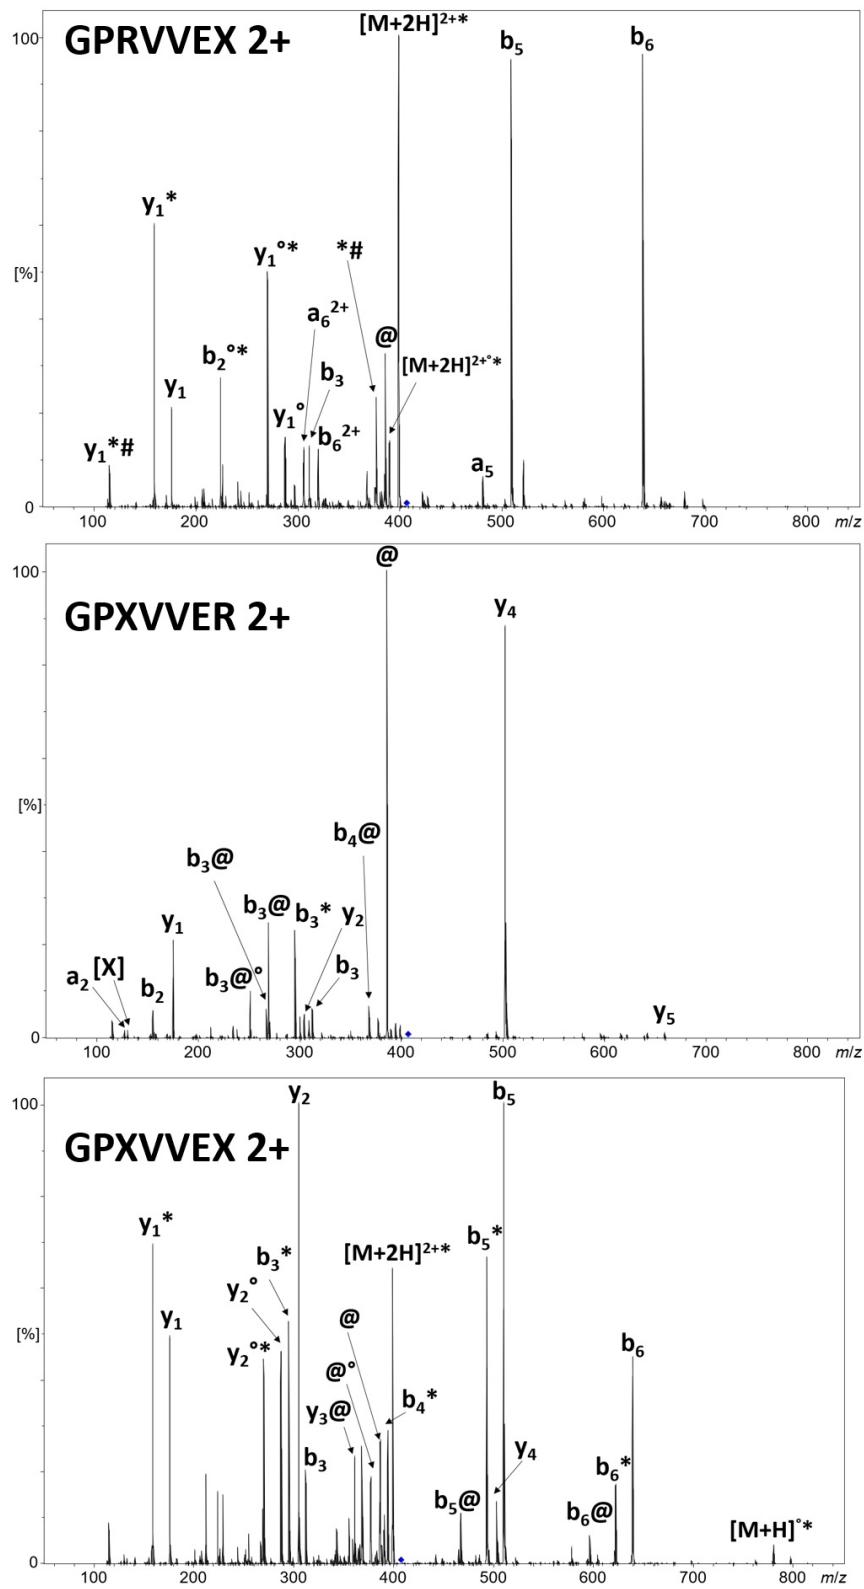 GPRVVEX 2+
[M+2H]²⁺*
b₅
b₆
100
y₁*
y₁°*
*#
[%]
a₆²⁺
@
b₂°*
b₃
[M+2H]²⁺°*
y₁
y₁°
b₆²⁺
y₁*#
a₅
0
100 200 300 400 500 600 700 800 m/z
@
100
GPXVVER 2+
y₄
[%]
b₄@
b₃@
b₃@
b₃*
y₂
y₁
a₂
[X]
b₂
b₃@°
b₃
y₅
0
100 200 300 400 500 600 700 800 m/z
y₂
b₅
100
GPXVVEX 2+
y₁*
b₃*
[M+2H]²⁺*
b₅*
y₂°
y₁
@
[%]
y₂°*
@°
b₆
y₃@
b₄*
b₃
y₄
b₆*
b₅@
b₆@
[M+H]°*
0
100 200 300 400 500 600 700 800 m/z